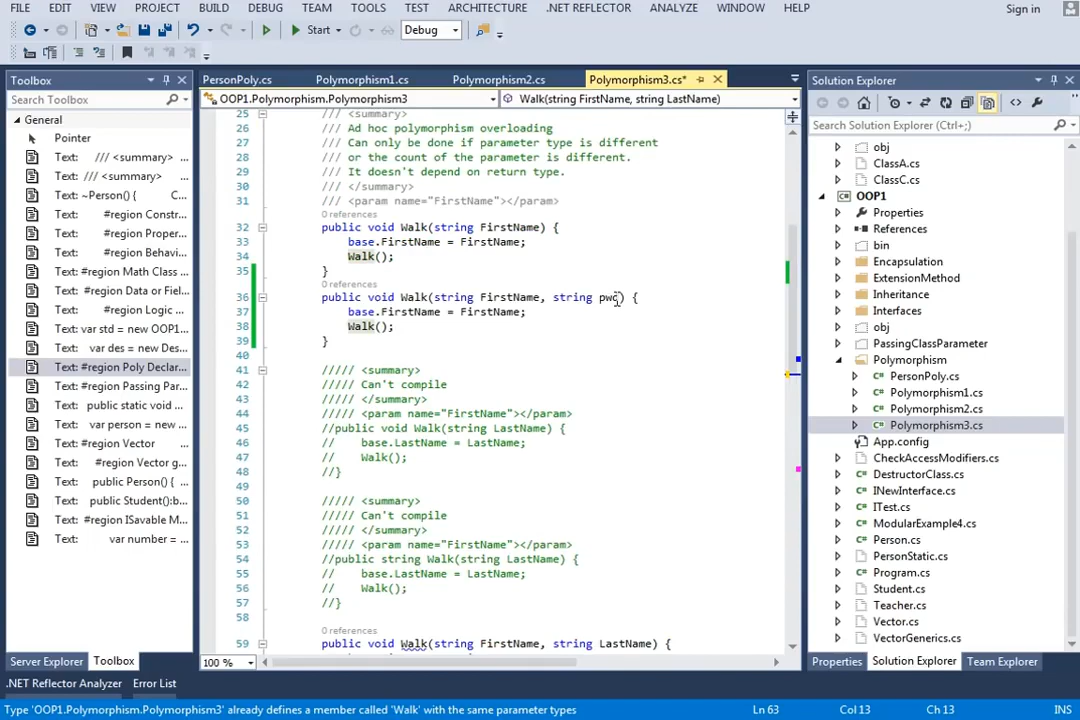 FILE EDIT VIEW PROJECT BUILD DEBUG TEAM TOOLS TEST ARCHITECTURE .NET REFLECTOR ANALYZE WINDOW HELP Sign in
Start Debug
Toolbox
Search Toolbox
General
Pointer
Text: /// <summary> ...
Text: /// <summary> ...
Text: ~Person() { C...
Text: #region Constr...
Text: #region Proper...
Text: #region Behavi...
Text: #region Math Class ...
Text: #region Data or Fiel...
Text: #region Logic ...
Text: var std = new OOP1...
Text: var des = new Des...
Text: #region Poly Declar...
Text: #region Passing Par...
Text: public static void ...
Text: var person = new ...
Text: #region Vector
Text: #region Vector g...
Text: public Person() { ...
Text: public Student():b...
Text: #region ISavable M...
Text: var number = ...
Server Explorer Toolbox
.NET Reflector Analyzer Error List
PersonPoly.cs Polymorphism1.cs Polymorphism2.cs Polymorphism3.cs*
OOP1.Polymorphism.Polymorphism3 Walk(string FirstName, string LastName)
25 /// <summary>
26 /// Ad hoc polymorphism overloading
27 /// Can only be done if parameter type is different
28 /// or the count of the parameter is different.
29 /// It doesn't depend on return type.
30 /// </summary>
31 /// <param name="FirstName"></param>
0 references
32 public void Walk(string FirstName) {
33 base.FirstName = FirstName;
34 Walk();
35 }
0 references
36 public void Walk(string FirstName, string pwd) {
37 base.FirstName = FirstName;
38 Walk();
39 }
40
41 ///// <summary>
42 ///// Can't compile
43 ///// </summary>
44 ///// <param name="FirstName"></param>
45 //public void Walk(string LastName) {
46 // base.LastName = LastName;
47 // Walk();
48 //}
49
50 ///// <summary>
51 ///// Can't compile
52 ///// </summary>
53 ///// <param name="FirstName"></param>
54 //public string Walk(string LastName) {
55 // base.LastName = LastName;
56 // Walk();
57 //}
58
0 references
59 public void Walk(string FirstName, string LastName) {
100 %
Solution Explorer
Search Solution Explorer (Ctrl+;)
obj
ClassA.cs
ClassC.cs
OOP1
Properties
References
bin
Encapsulation
ExtensionMethod
Inheritance
Interfaces
obj
PassingClassParameter
Polymorphism
PersonPoly.cs
Polymorphism1.cs
Polymorphism2.cs
Polymorphism3.cs
App.config
CheckAccessModifiers.cs
DestructorClass.cs
INewInterface.cs
ITest.cs
ModularExample4.cs
Person.cs
PersonStatic.cs
Program.cs
Student.cs
Teacher.cs
Vector.cs
VectorGenerics.cs
Properties Solution Explorer Team Explorer
Type 'OOP1.Polymorphism.Polymorphism3' already defines a member called 'Walk' with the same parameter types Ln 63 Col 13 Ch 13 INS